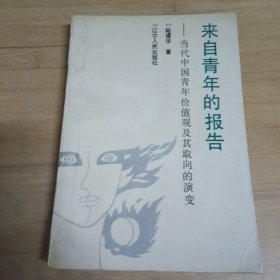 来自青年的报告
——当代中国青年价值观及其取向的演变
陆建华 著
辽宁人民出版社